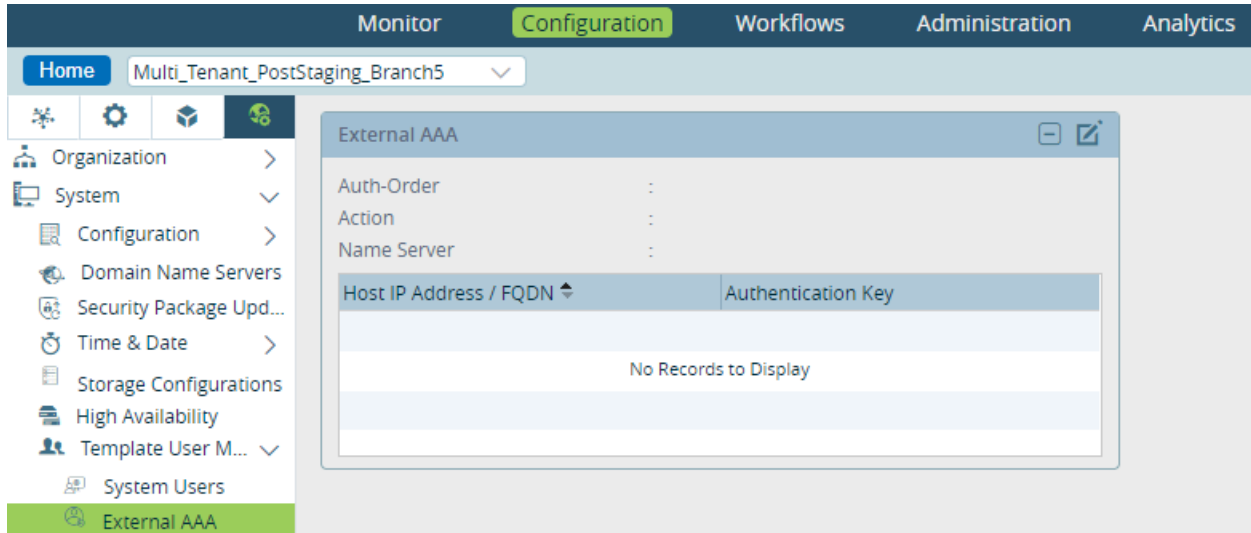 Monitor Configuration Workflows Administration Analytics
Home Multi_Tenant_PostStaging_Branch5
Organization
System
Configuration
Domain Name Servers
Security Package Upd...
Time & Date
Storage Configurations
High Availability
Template User M...
System Users
External AAA
External AAA
Auth-Order :
Action :
Name Server :
Host IP Address / FQDN Authentication Key
No Records to Display